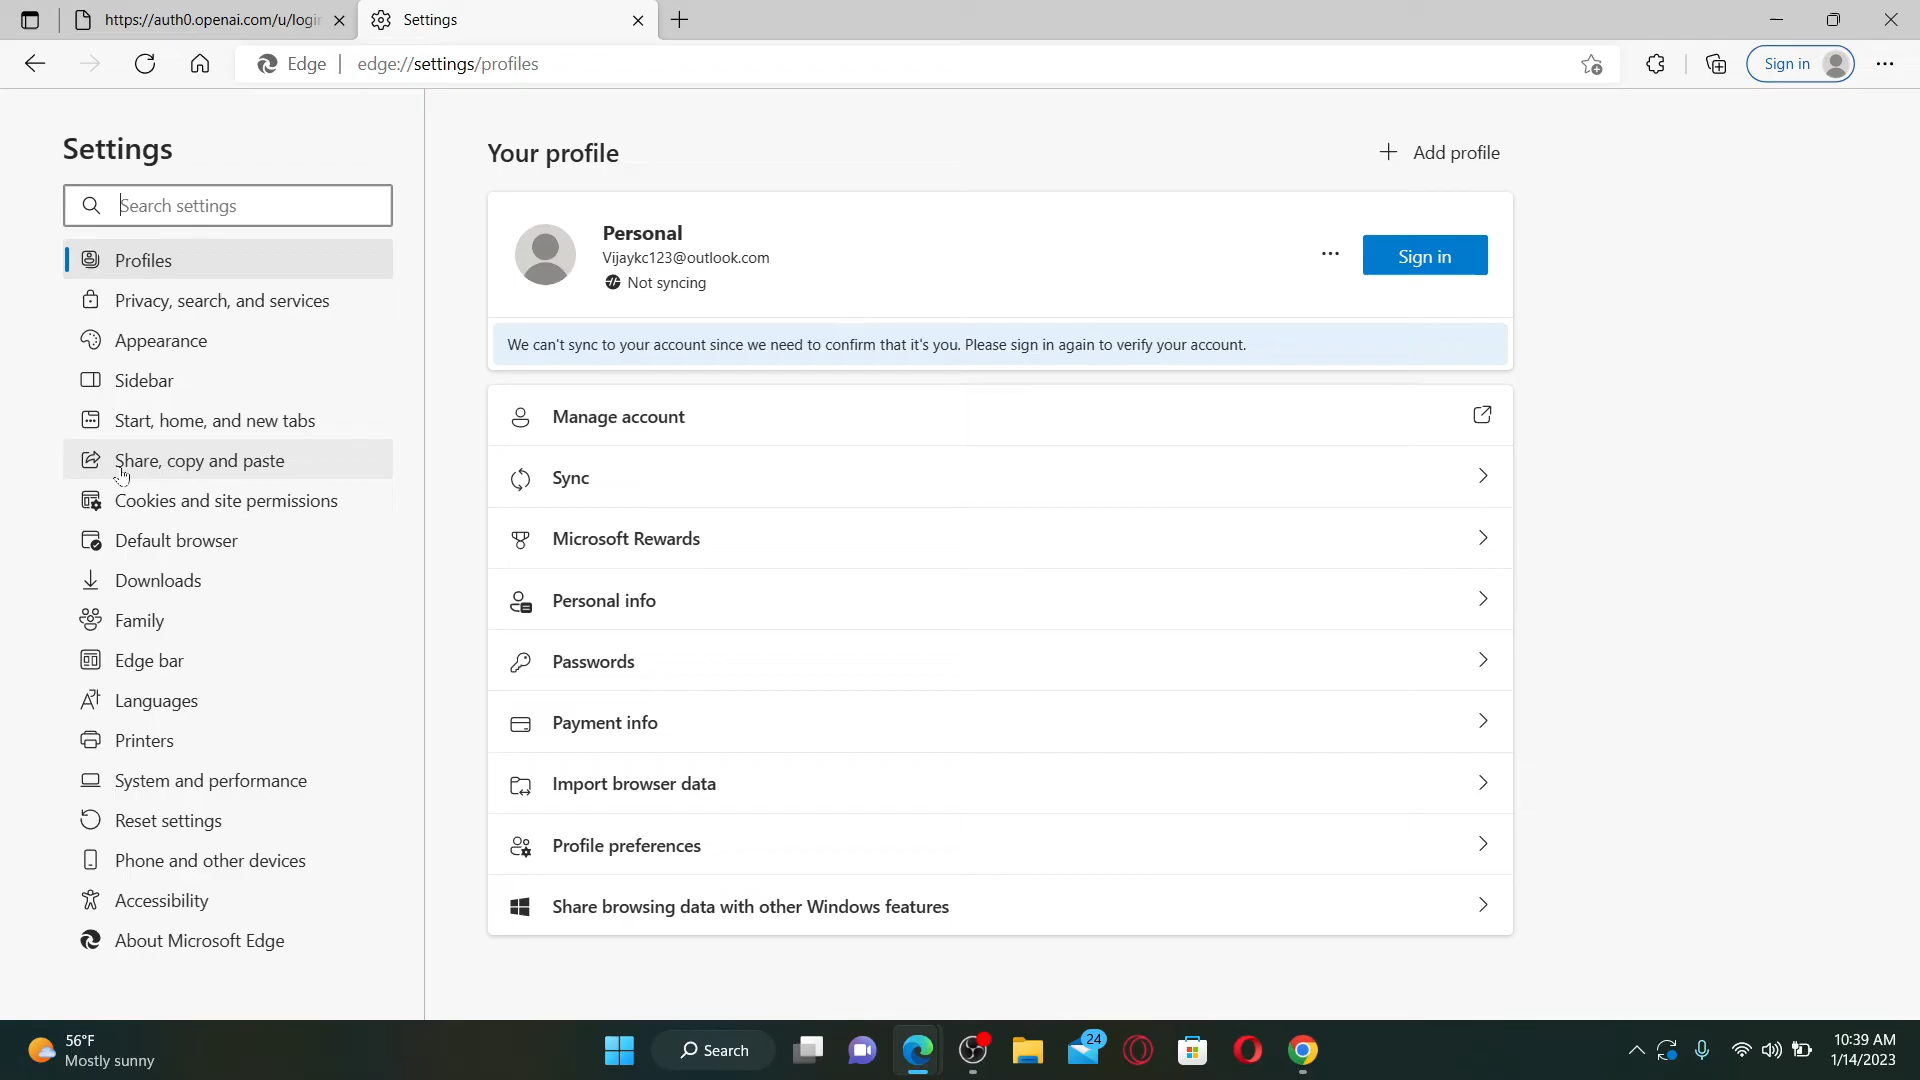 https://auth0.openai.com/u/logi
Settings
Edge
edge://settings/profiles
Sign in
Settings
Search settings
Profiles
Privacy, search, and services
Appearance
Sidebar
Start, home, and new tabs
Share, copy and paste
Cookies and site permissions
Default browser
Downloads
Family
Edge bar
Languages
Printers
System and performance
Reset settings
Phone and other devices
Accessibility
About Microsoft Edge
Your profile
Add profile
Personal
Vijaykc123@outlook.com
Not syncing
Sign in
We can't sync to your account since we need to confirm that it's you. Please sign in again to verify your account.
Manage account
Sync
Microsoft Rewards
Personal info
Passwords
Payment info
Import browser data
Profile preferences
Share browsing data with other Windows features
56°F
Mostly sunny
Search
24
10:39 AM
1/14/2023